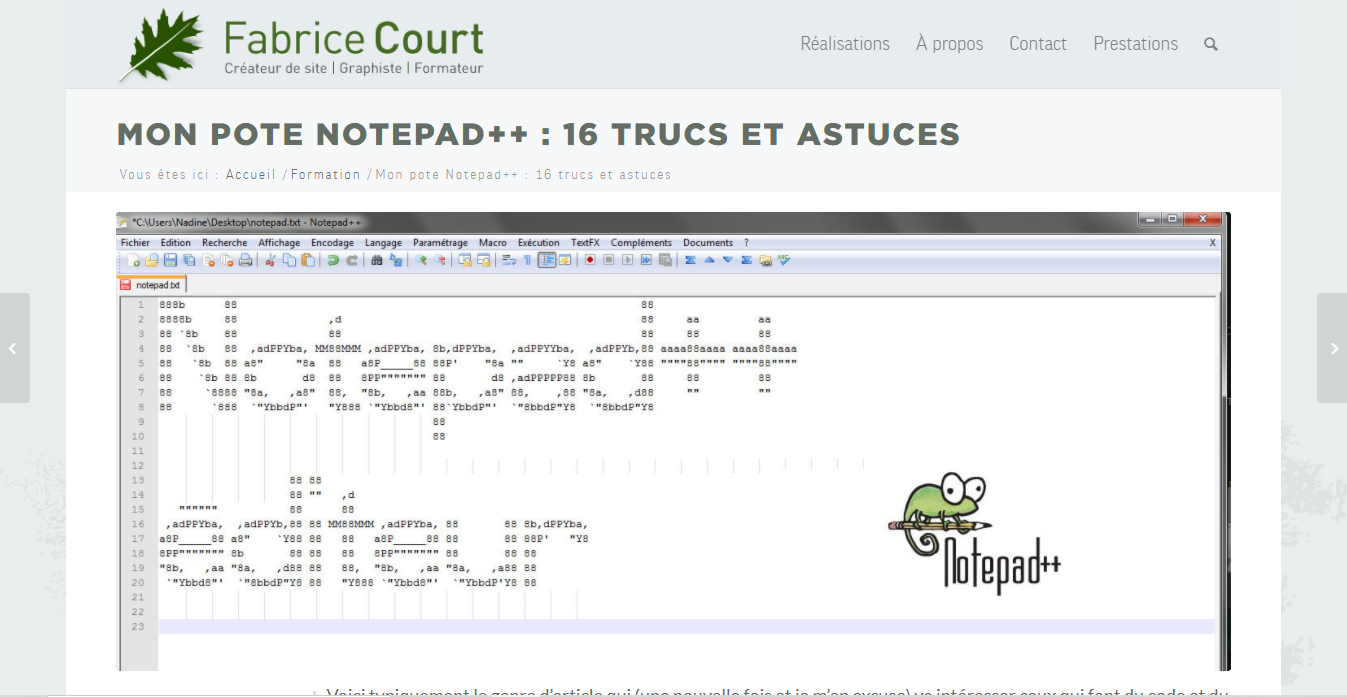 Fabrice Court
Créateur de site | Graphiste | Formateur
Réalisations À propos Contact Prestations
MON POTE NOTEPAD++ : 16 TRUCS ET ASTUCES
Vous êtes ici : Accueil / Formation / Mon pote Notepad++ : 16 trucs et astuces
*C:\Users\Nadine\Desktop\notepad.txt - Notepad++
Fichier Edition Recherche Affichage Encodage Langage Paramétrage Macro Exécution TextFX Compléments Documents ? X
notepad.txt
1 888b 88 88
2 8888b 88 ,d 88 aa aa
3 88 `8b 88 88 88 88 88
4 88 `8b 88 ,adPPYba, MM88MMM ,adPPYba, 8b,dPPYba, ,adPPYYba, ,adPPYb,88 aaaa88aaaa aaaa88aaaa
5 88 `8b 88 a8" "8a 88 a8P_____88 88P' "8a "" `Y8 a8" `Y88 """"88"""" """"88""""
6 88 `8b 88 8b d8 88 8PP""""""" 88 d8 ,adPPPPP88 8b 88 88 88
7 88 `8888 "8a, ,a8" 88, "8b, ,aa 88b, ,a8" 88, ,88 "8a, ,d88 "" ""
8 88 `888 `"YbbdP"' "Y888 `"Ybbd8"' 88`YbbdP"' `"8bbdP"Y8 `"8bbdP"Y8
9 88
10 88
11
12
13 88 88
14 88 "" ,d
15 """""" 88 88
16 ,adPPYba, ,adPPYb,88 88 MM88MMM ,adPPYba, 88 88 8b,dPPYba,
17 a8P_____88 a8" `Y88 88 88 a8P_____88 88 88 88P' "Y8
18 8PP""""""" 8b 88 88 88 8PP""""""" 88 88 88
19 "8b, ,aa "8a, ,d88 88 88, "8b, ,aa "8a, ,a88 88
20 `"Ybbd8"' `"8bbdP"Y8 88 "Y888 `"Ybbd8"' `"YbbdP'Y8 88
21
22
23
Notepad++
Voici typiquement le genre d'article qui (une nouvelle fois et je m'en excuse) va intéresser ceux qui font du code et du